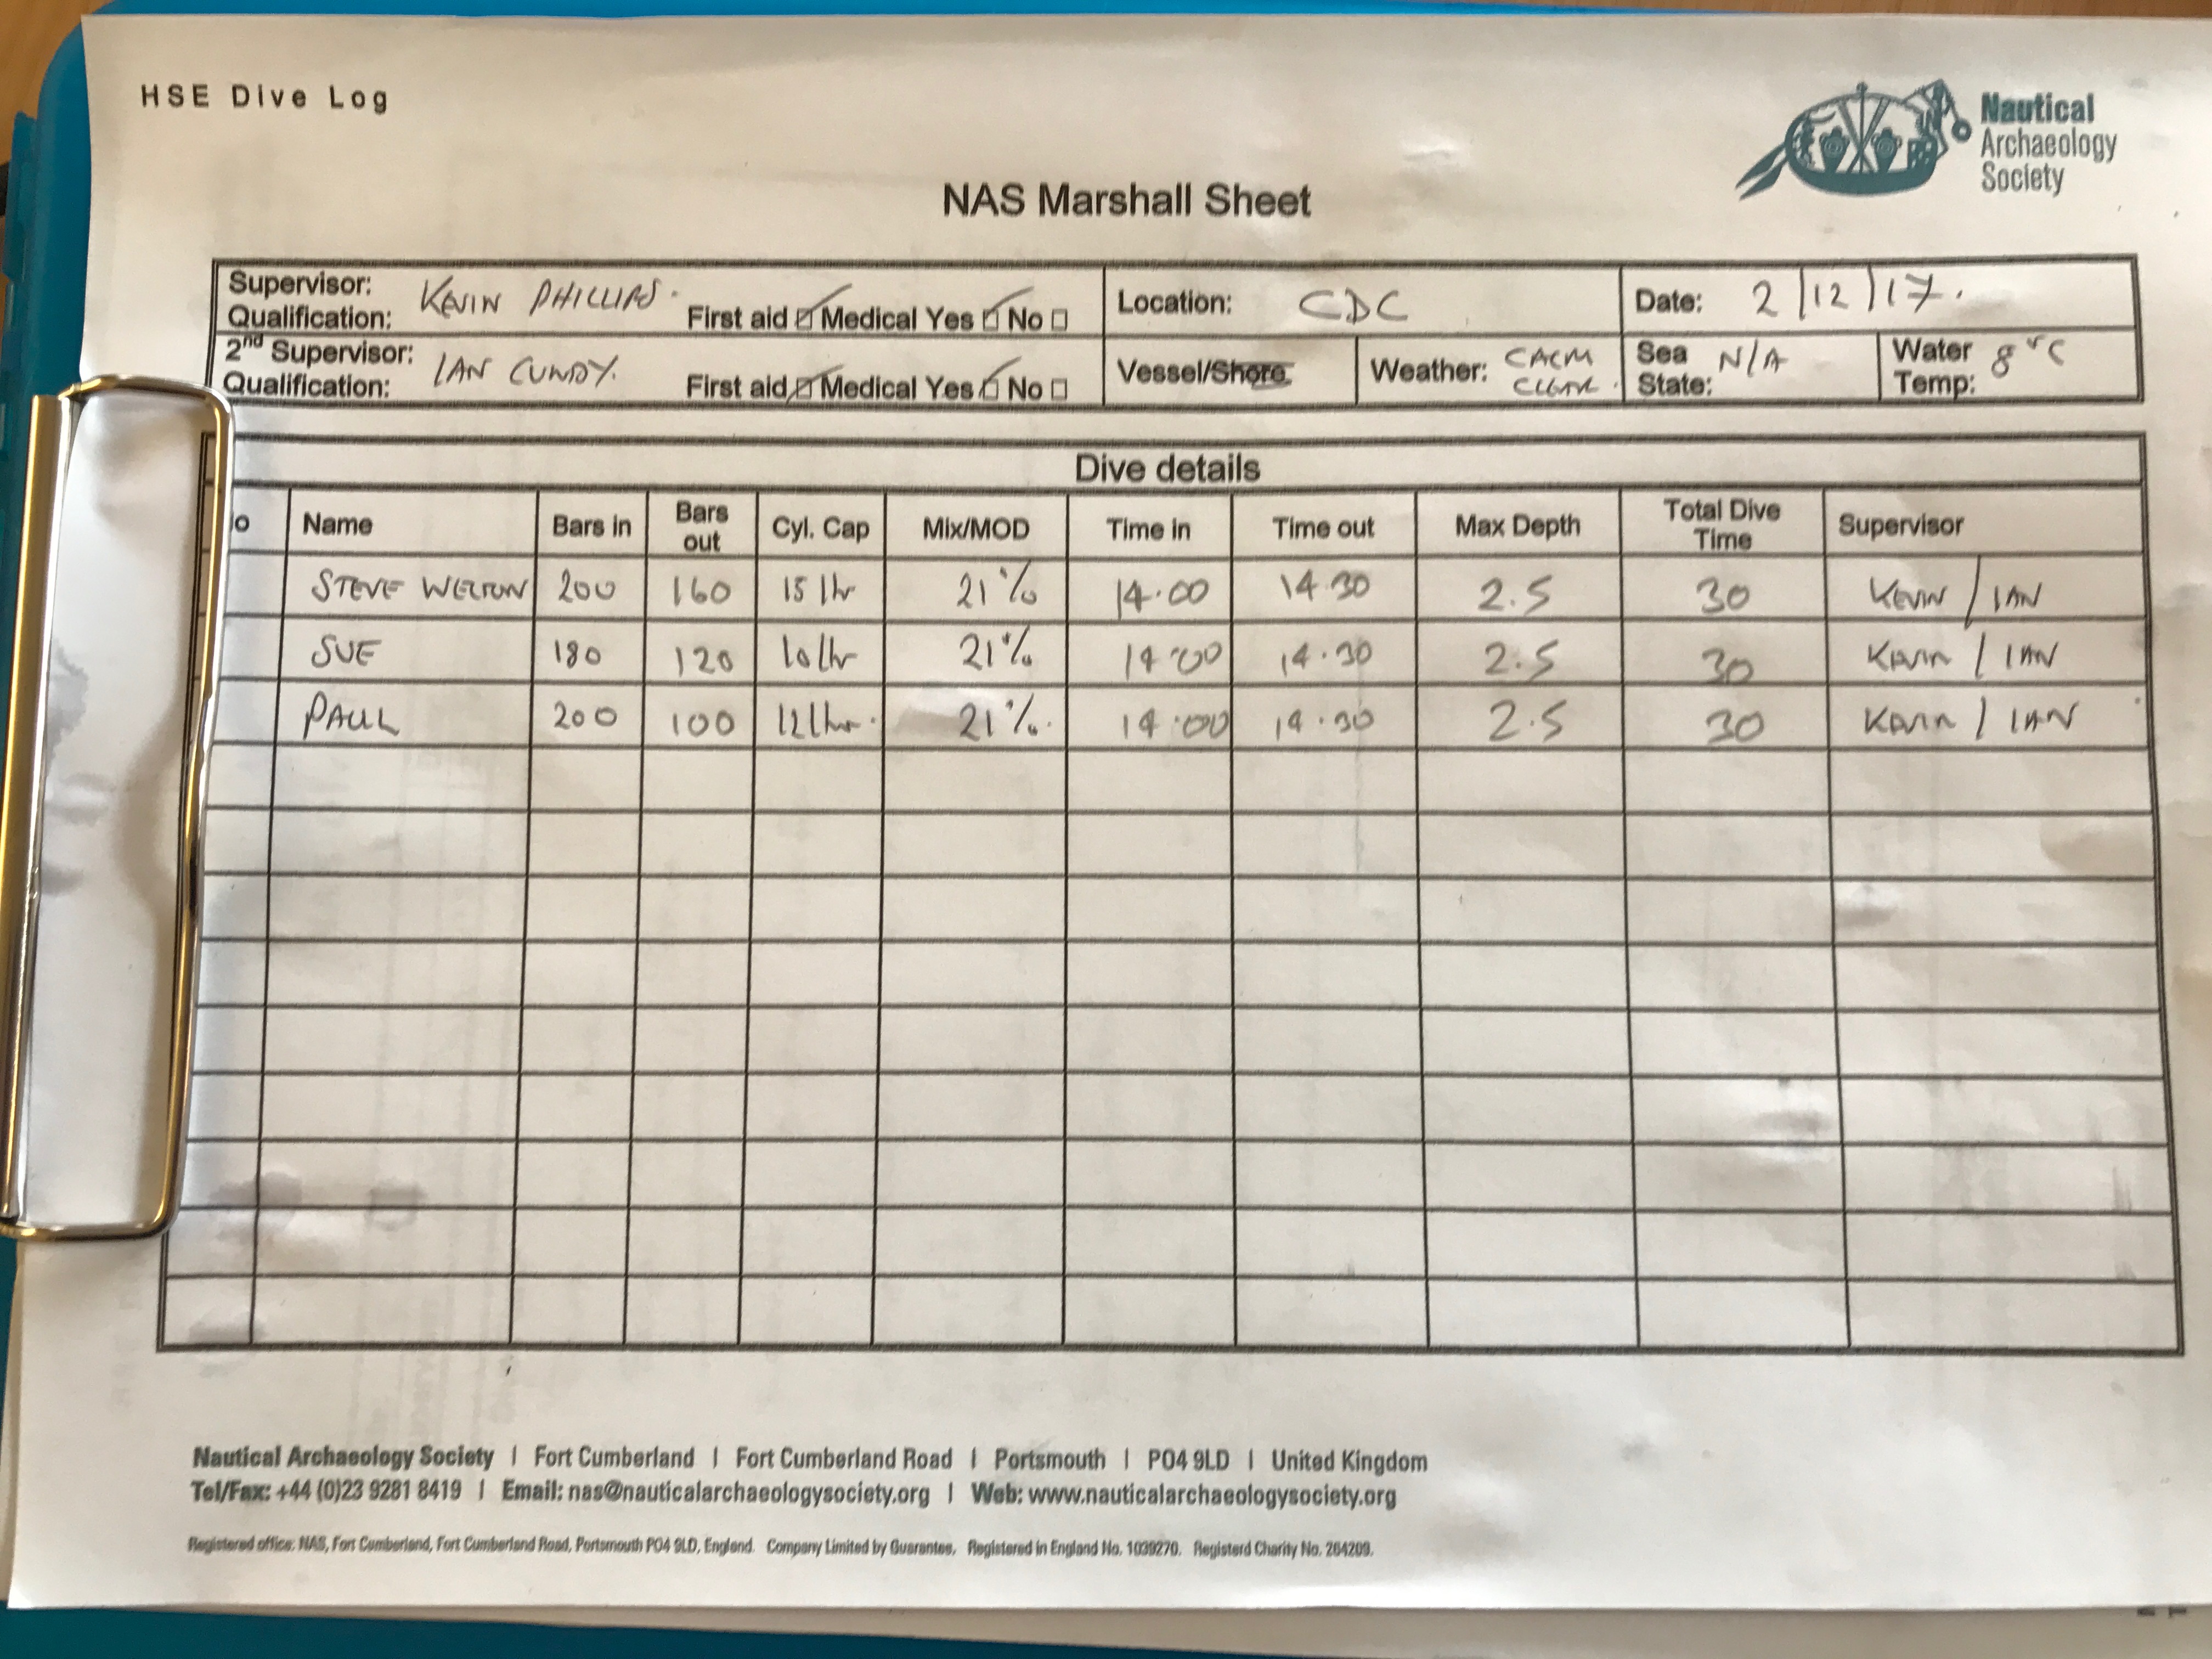 HSE Dive Log
Nautical
Archaeology
Society
NAS Marshall Sheet
Supervisor: KEVIN PHILLIPS. Qualification: First aid Medical Yes No
Location: CDC
Date: 2/12/17.
2nd Supervisor: IAN CUNDY. Qualification: First aid Medical Yes No
Vessel/Shore
Weather: CALM CLEAR.
Sea State: N/A
Water Temp: 8°C
Dive details
o Name Bars in Bars out Cyl. Cap Mix/MOD Time in Time out Max Depth Total Dive Time Supervisor
STEVE WELTON 200 160 15 ltr 21% 14.00 14.30 2.5 30 KEVIN / IAN
SUE 180 120 10 ltr 21% 14.00 14.30 2.5 30 KEVIN / IAN
PAUL 200 100 12 ltr. 21%. 14.00 14.30 2.5 30 KEVIN / IAN
Nautical Archaeology Society | Fort Cumberland | Fort Cumberland Road | Portsmouth | PO4 9LD | United Kingdom
Tel/Fax: +44 (0)23 9281 8419 | Email: nas@nauticalarchaeologysociety.org | Web: www.nauticalarchaeologysociety.org
Registered office: NAS, Fort Cumberland, Fort Cumberland Road, Portsmouth PO4 9LD, England. Company Limited by Guarantee, Registered in England No. 1039270. Registerd Charity No. 264209.